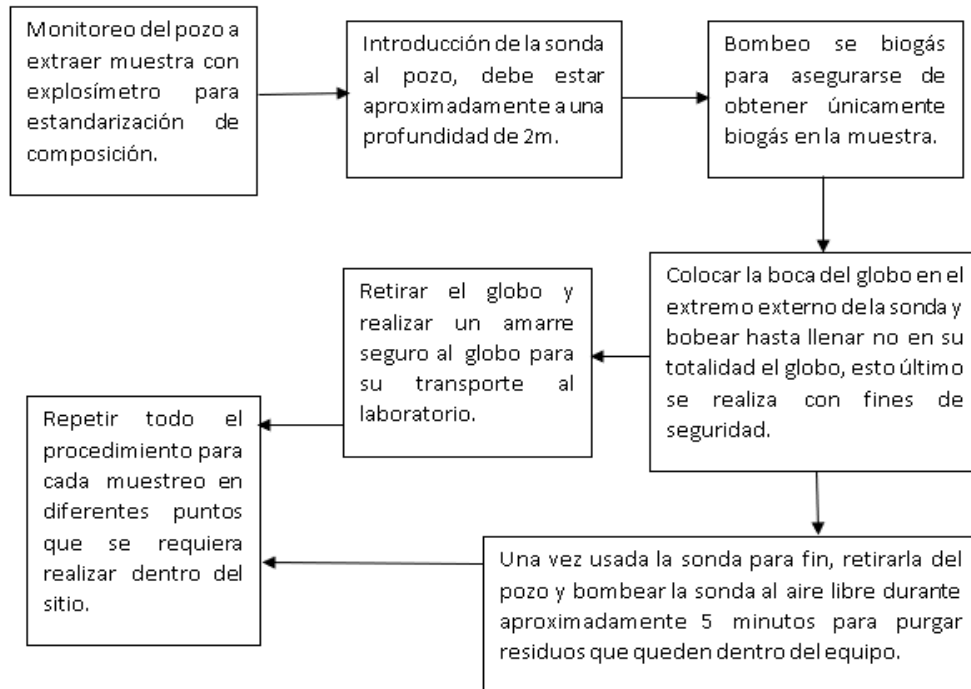 Monitoreo del pozo a
extraer muestra con
explosímetro para
estandarización de
composición.
Introducción de la sonda
al pozo, debe estar
aproximadamente a una
profundidad de 2m.
Bombeo se biogás
para asegurarse de
obtener únicamente
biogás en la muestra.
Colocar la boca del globo en el
extremo externo de la sonda y
bobear hasta llenar no en su
totalidad el globo, esto último
se realiza con fines de
seguridad.
Retirar el globo y
realizar un amarre
seguro al globo para
su transporte al
laboratorio.
Una vez usada la sonda para fin, retirarla del
pozo y bombear la sonda al aire libre durante
aproximadamente 5 minutos para purgar
residuos que queden dentro del equipo.
Repetir todo el
procedimiento para
cada muestreo en
diferentes puntos
que se requiera
realizar dentro del
sitio.